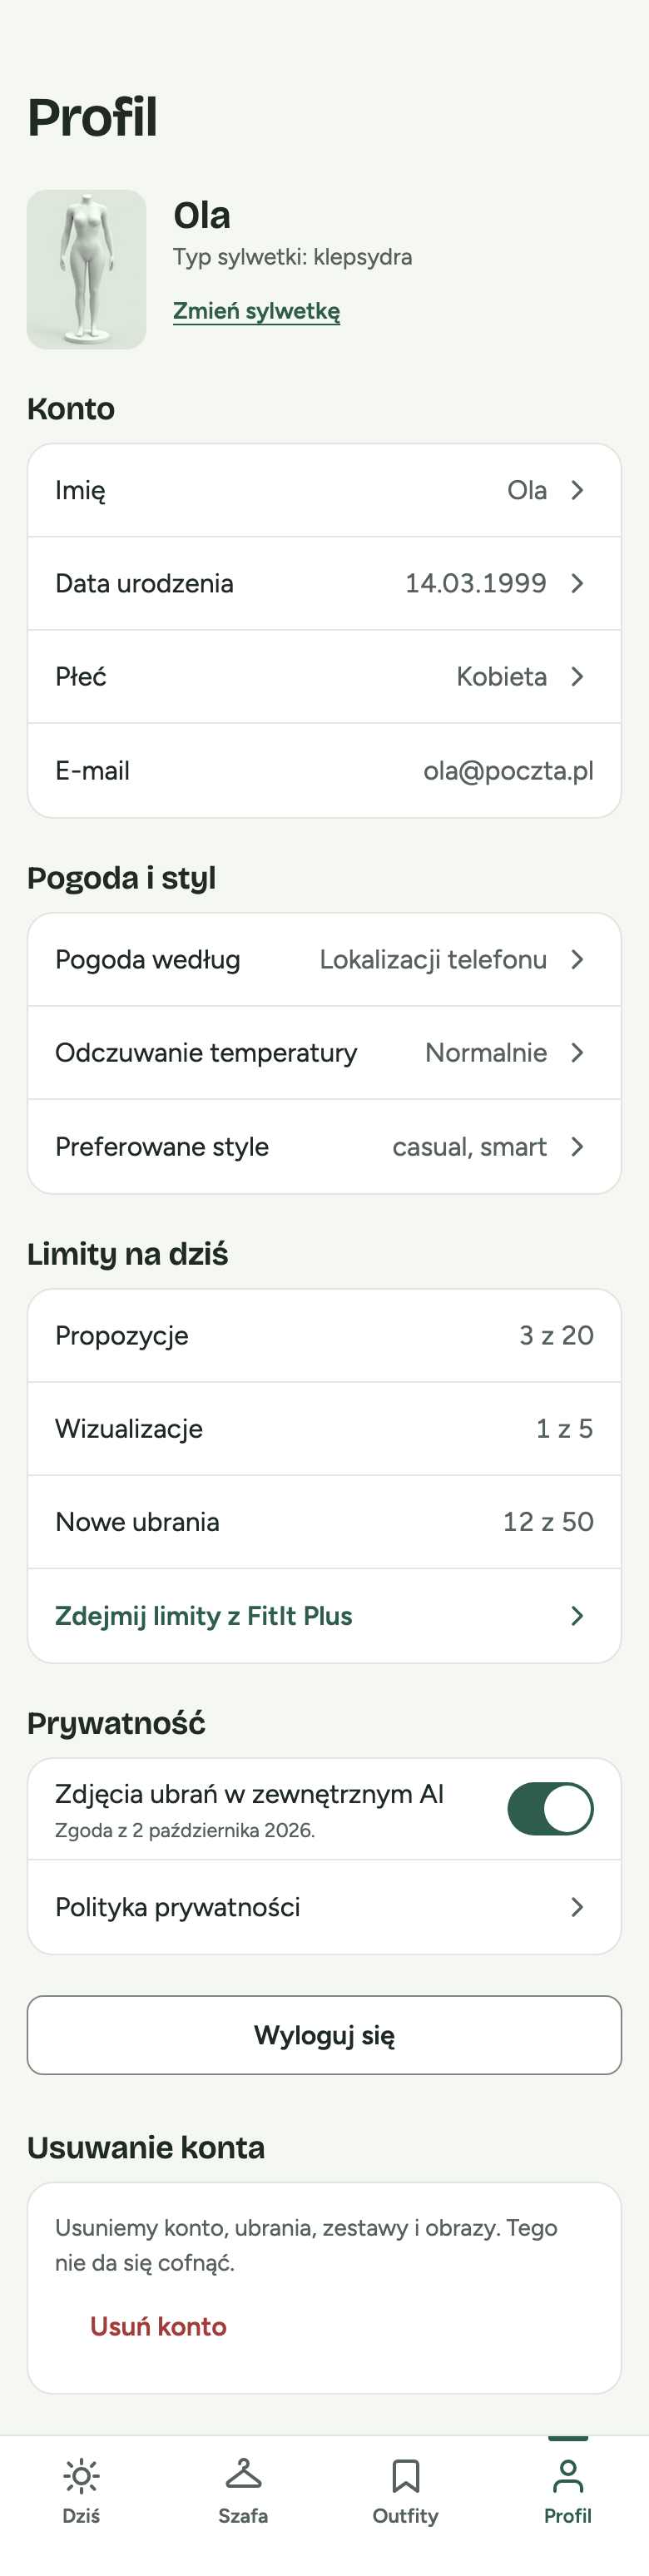 Profil
Ola
Typ sylwetki: klepsydra
Zmień sylwetkę
Konto
Imię Ola
Data urodzenia 14.03.1999
Płeć Kobieta
E-mail ola@poczta.pl
Pogoda i styl
Pogoda według Lokalizacji telefonu
Odczuwanie temperatury Normalnie
Preferowane style casual, smart
Limity na dziś
Propozycje 3 z 20
Wizualizacje 1 z 5
Nowe ubrania 12 z 50
Zdejmij limity z FitIt Plus
Prywatność
Zdjęcia ubrań w zewnętrznym AI
Zgoda z 2 października 2026.
Polityka prywatności
Wyloguj się
Usuwanie konta
Usuniemy konto, ubrania, zestawy i obrazy. Tego
nie da się cofnąć.
Usuń konto
Dziś Szafa Outfity Profil